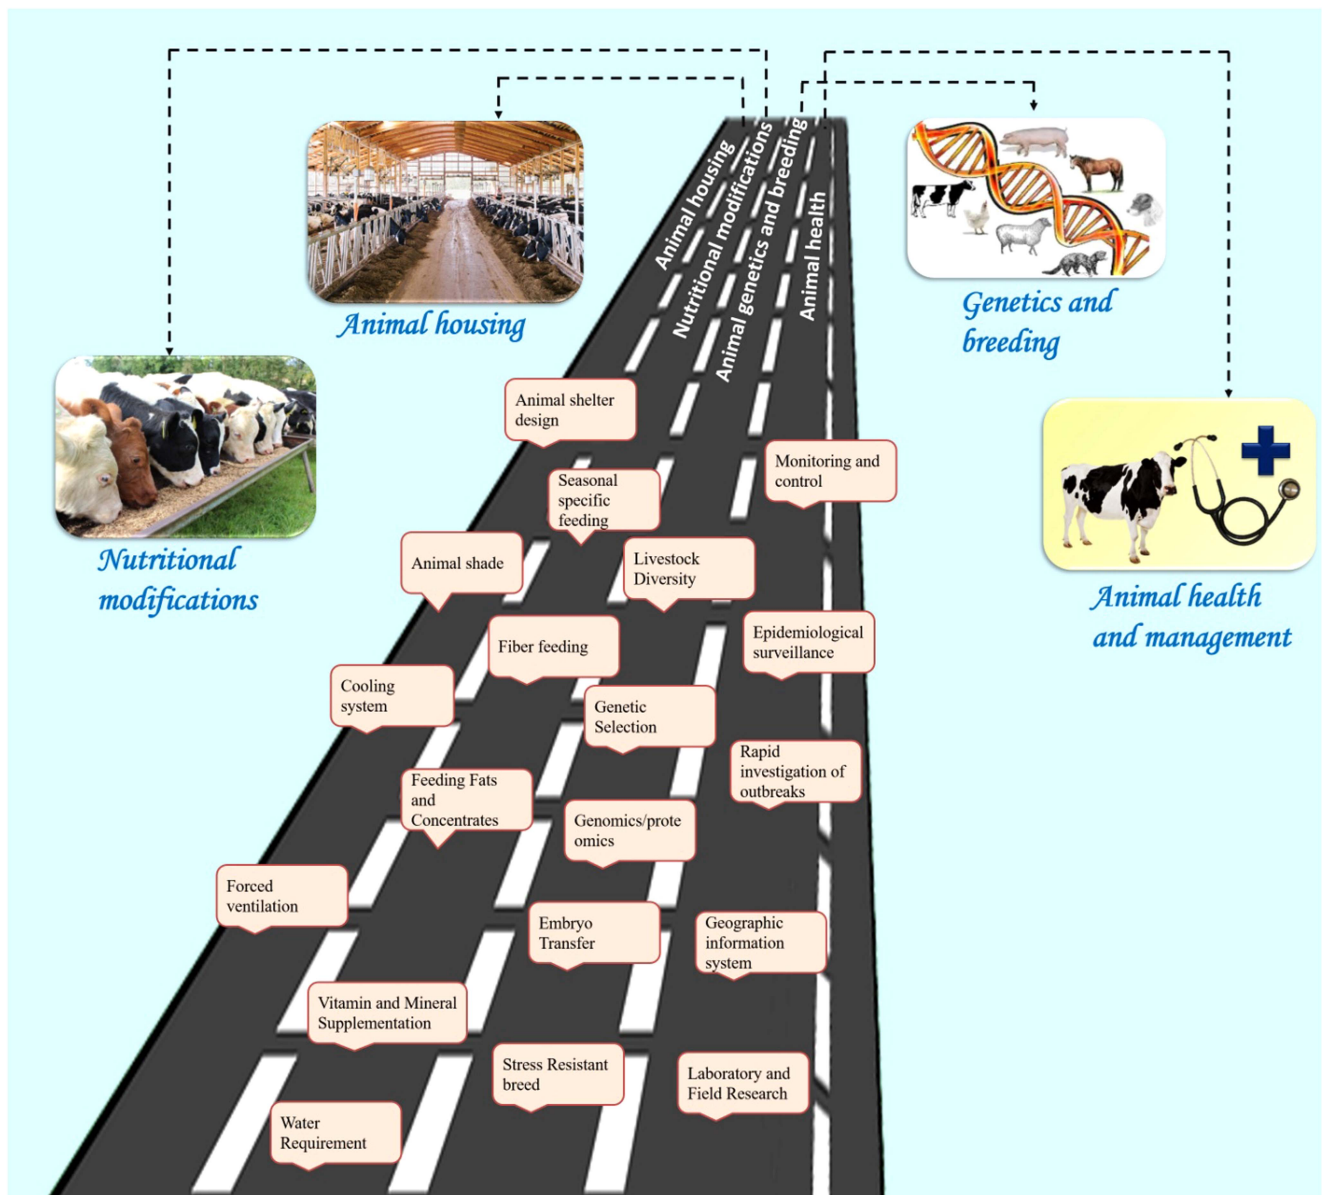 Animal housing
Nutritional modifications
Animal genetics and breeding
Animal health
Animal housing
Genetics and
breeding
Nutritional
modifications
Animal health
and management
Animal shelter
design
Monitoring and
control
Seasonal
specific
feeding
Animal shade
Livestock
Diversity
Fiber feeding
Epidemiological
surveillance
Cooling
system
Genetic
Selection
Rapid
investigation of
outbreaks
Feeding Fats
and
Concentrates
Genomics/prote
omics
Forced
ventilation
Embryo
Transfer
Geographic
information
system
Vitamin and Mineral
Supplementation
Stress Resistant
breed
Laboratory and
Field Research
Water
Requirement